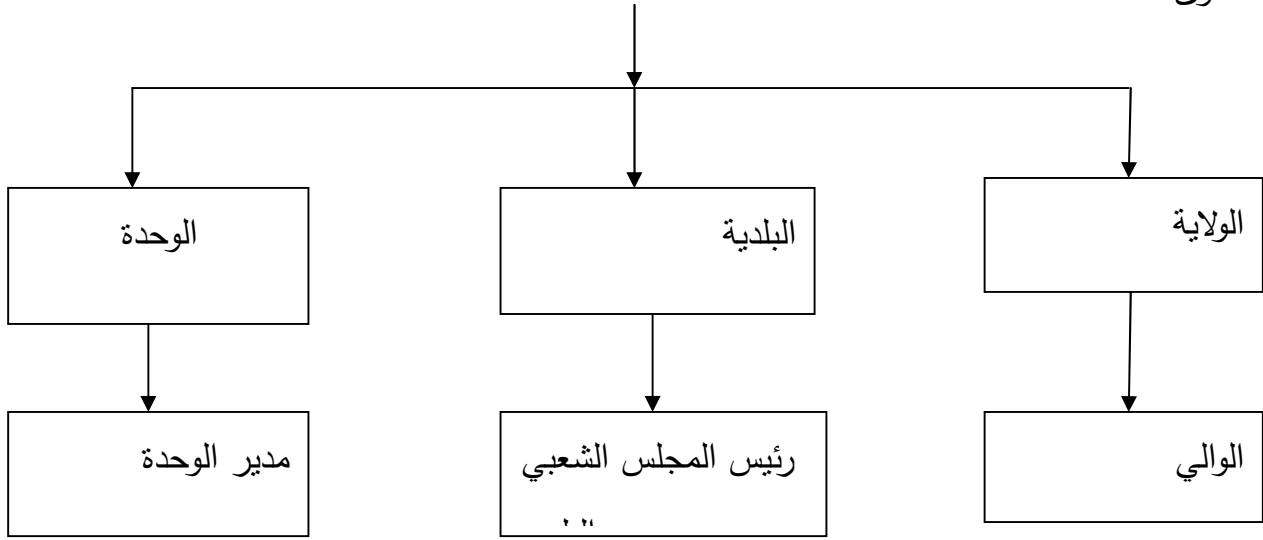 الولاية
البلدية
الوحدة
الوالي
رئيس المجلس الشعبي
مدير الوحدة